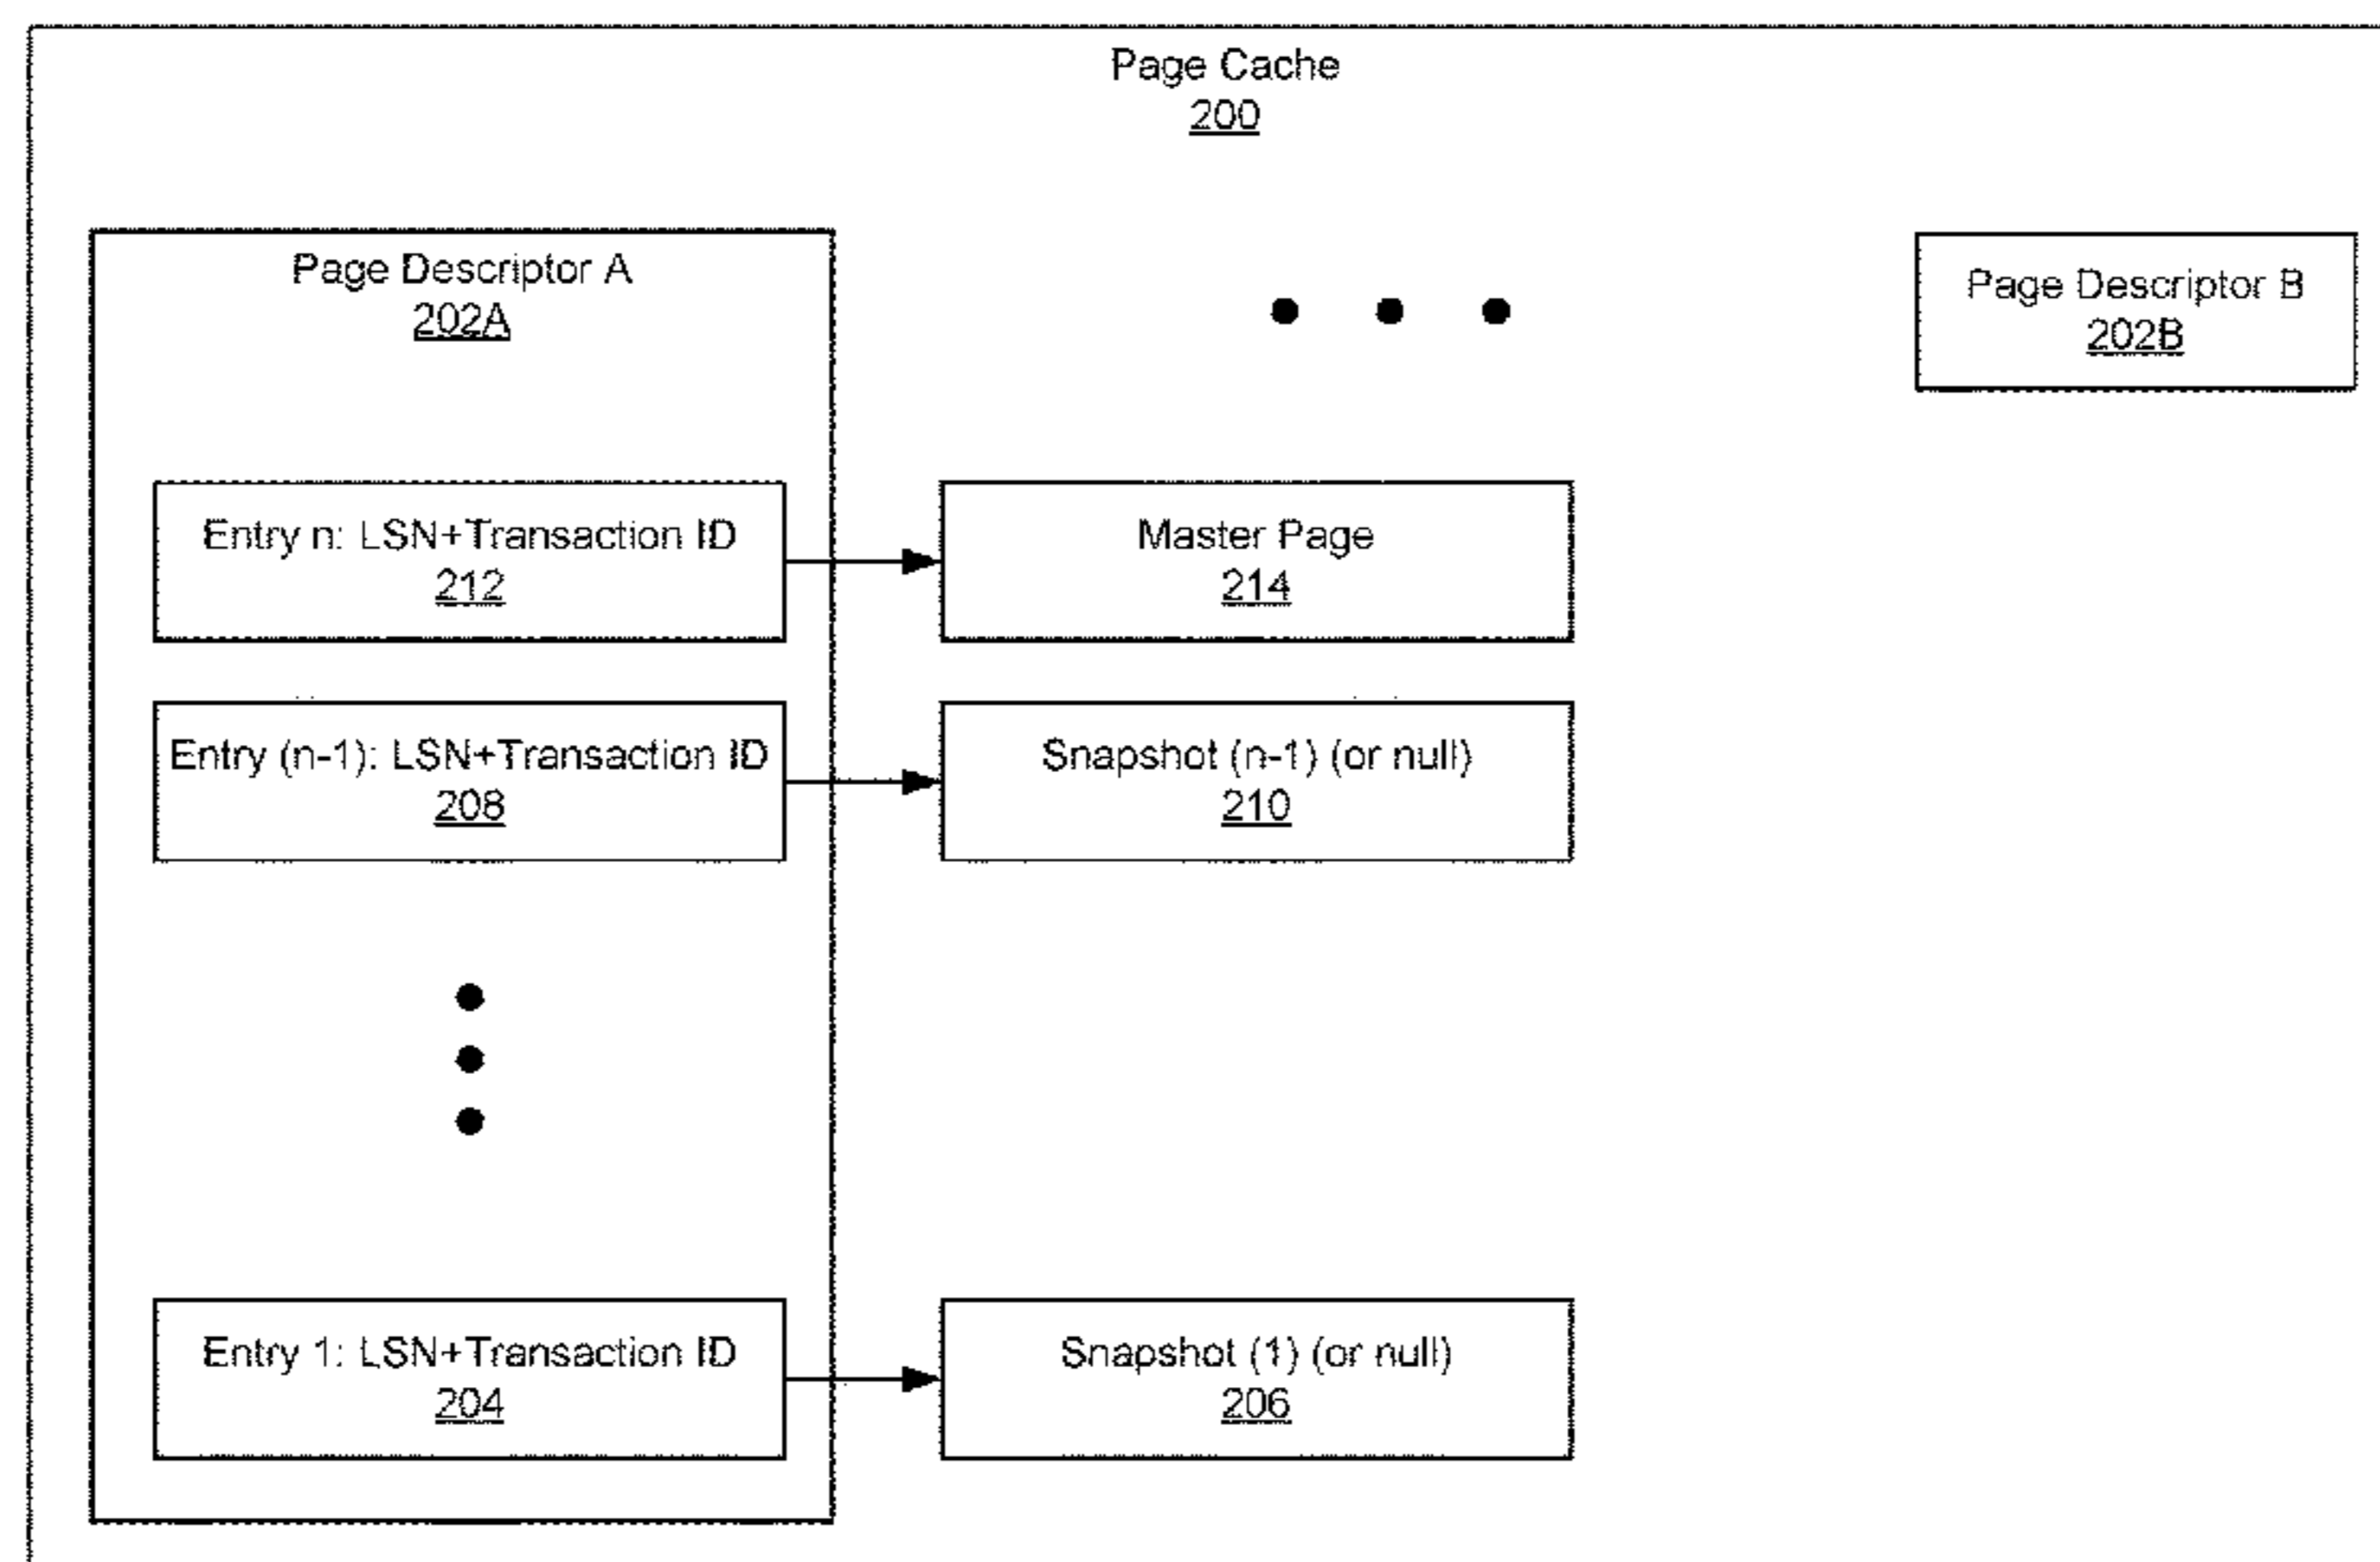 Page Cache
200
Page Descriptor A
202A
Page Descriptor B
202B
Entry n: LSN+Transaction ID
212
Master Page
214
Entry (n-1): LSN+Transaction ID
208
Snapshot (n-1) (or null)
210
Entry 1: LSN+Transaction ID
204
Snapshot (1) (or null)
206